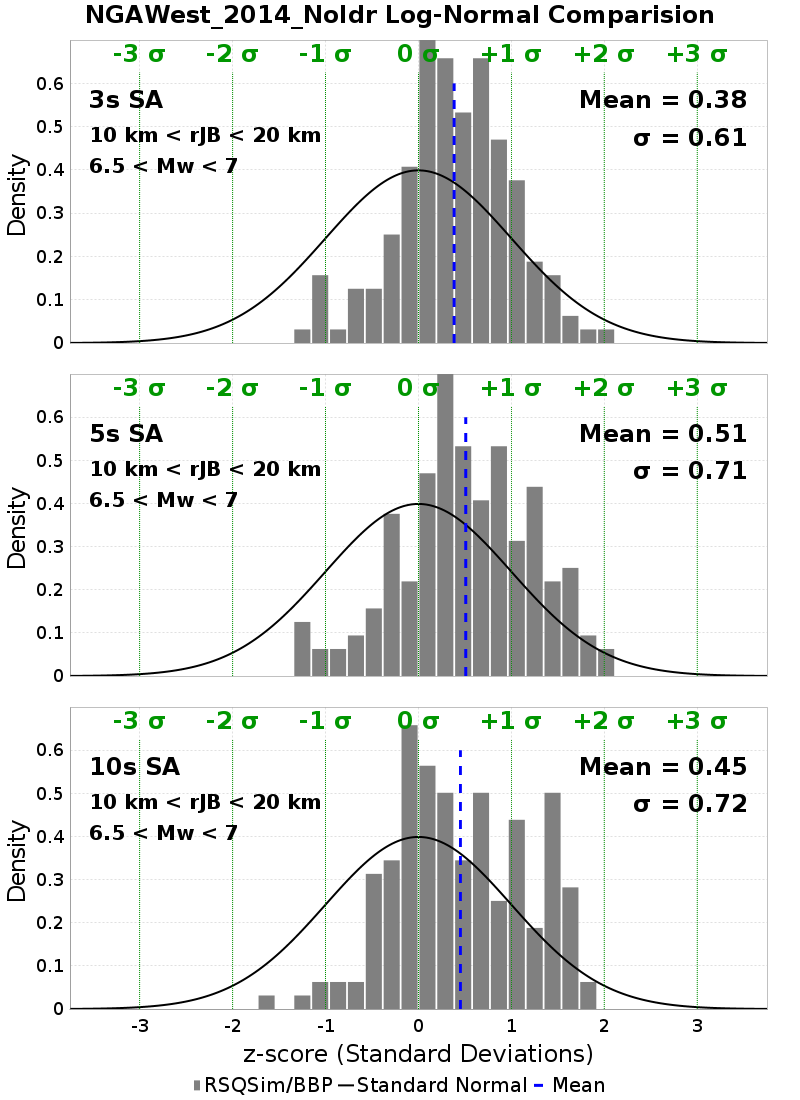 NGAWest_2014_NoIdr Log-Normal Comparision
-3 σ -2 σ -1 σ 0 σ +1 σ +2 σ +3 σ
3s SA
Mean = 0.38
10 km < rJB < 20 km
σ = 0.61
6.5 < Mw < 7
0.6
0.5
0.4
0.3
0.2
0.1
0
Density
-3 σ -2 σ -1 σ 0 σ +1 σ +2 σ +3 σ
5s SA
Mean = 0.51
10 km < rJB < 20 km
σ = 0.71
6.5 < Mw < 7
0.6
0.5
0.4
0.3
0.2
0.1
0
Density
-3 σ -2 σ -1 σ 0 σ +1 σ +2 σ +3 σ
10s SA
Mean = 0.45
10 km < rJB < 20 km
σ = 0.72
6.5 < Mw < 7
0.6
0.5
0.4
0.3
0.2
0.1
0
Density
-3 -2 -1 0 1 2 3
z-score (Standard Deviations)
RSQSim/BBP Standard Normal Mean